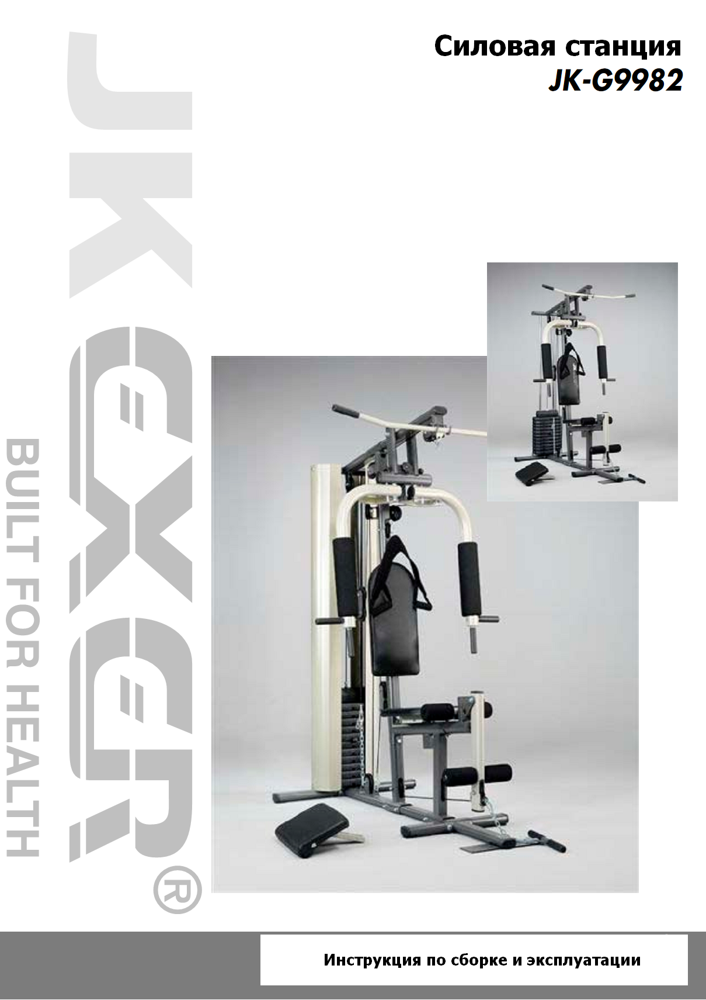 Силовая станция
JK-G9982
JK EXER®
BUILT FOR HEALTH
Инструкция по сборке и эксплуатации